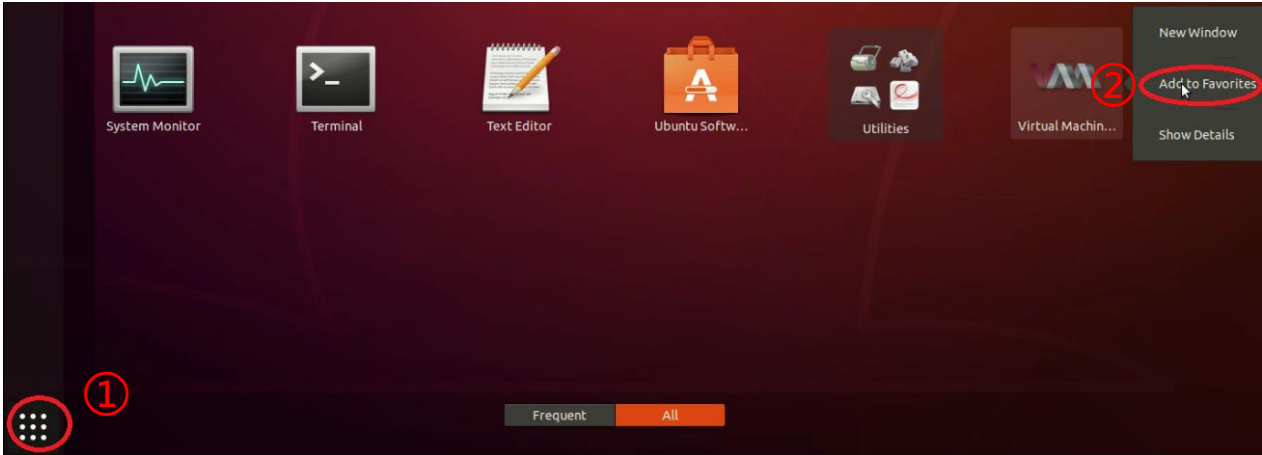 New Window
②
Add to Favorites
System Monitor
Terminal
Text Editor
Ubuntu Softw...
Utilities
Virtual Machin...
Show Details
①
Frequent
All